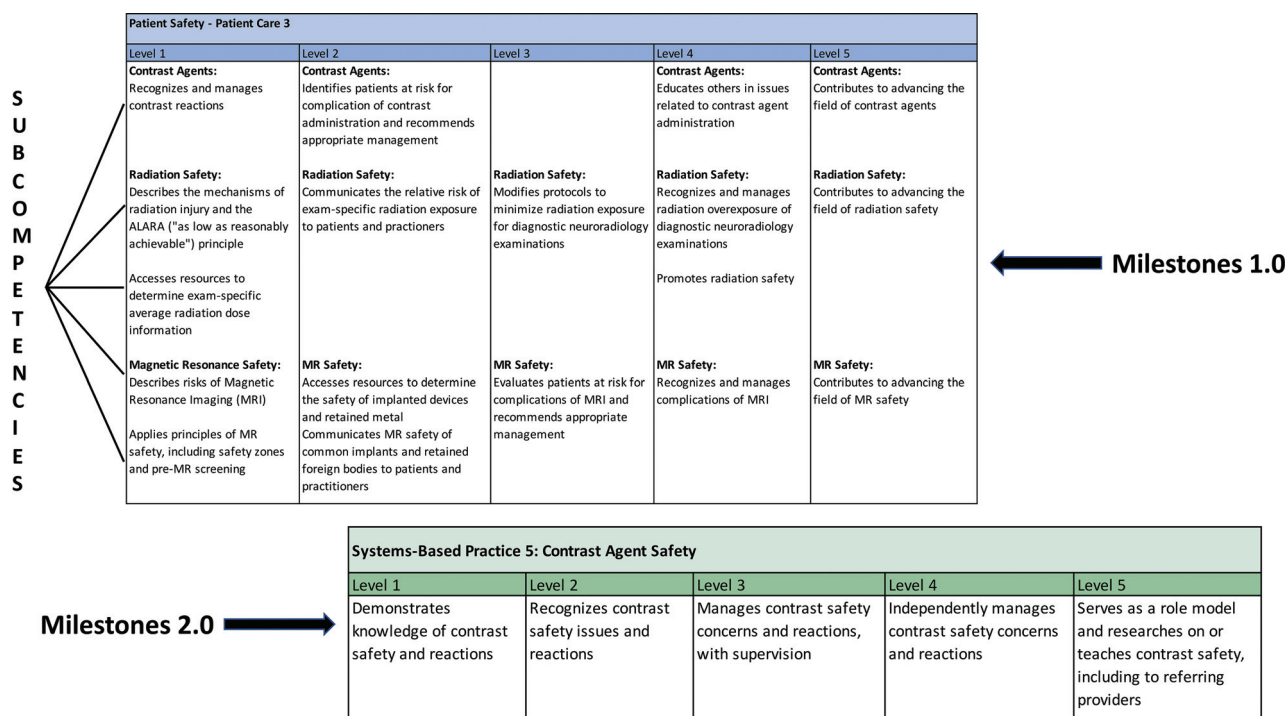 SUBCOMPETENCIES
Patient Safety - Patient Care 3
Level 1
Level 2
Level 3
Level 4
Level 5
Contrast Agents:
Recognizes and manages
contrast reactions
Contrast Agents:
Identifies patients at risk for
complication of contrast
administration and recommends
appropriate management
Contrast Agents:
Educates others in issues
related to contrast agent
administration
Contrast Agents:
Contributes to advancing the
field of contrast agents
Radiation Safety:
Describes the mechanisms of
radiation injury and the
ALARA ("as low as reasonably
achievable") principle
Accesses resources to
determine exam-specific
average radiation dose
information
Radiation Safety:
Communicates the relative risk of
exam-specific radiation exposure
to patients and practioners
Radiation Safety:
Modifies protocols to
minimize radiation exposure
for diagnostic neuroradiology
examinations
Radiation Safety:
Recognizes and manages
radiation overexposure of
diagnostic neuroradiology
examinations
Promotes radiation safety
Radiation Safety:
Contributes to advancing the
field of radiation safety
Magnetic Resonance Safety:
Describes risks of Magnetic
Resonance Imaging (MRI)
Applies principles of MR
safety, including safety zones
and pre-MR screening
MR Safety:
Accesses resources to determine
the safety of implanted devices
and retained metal
Communicates MR safety of
common implants and retained
foreign bodies to patients and
practitioners
MR Safety:
Evaluates patients at risk for
complications of MRI and
recommends appropriate
management
MR Safety:
Recognizes and manages
complications of MRI
MR Safety:
Contributes to advancing the
field of MR safety
Milestones 1.0
Milestones 2.0
Systems-Based Practice 5: Contrast Agent Safety
Level 1
Level 2
Level 3
Level 4
Level 5
Demonstrates
knowledge of contrast
safety and reactions
Recognizes contrast
safety issues and
reactions
Manages contrast safety
concerns and reactions,
with supervision
Independently manages
contrast safety concerns
and reactions
Serves as a role model
and researches on or
teaches contrast safety,
including to referring
providers